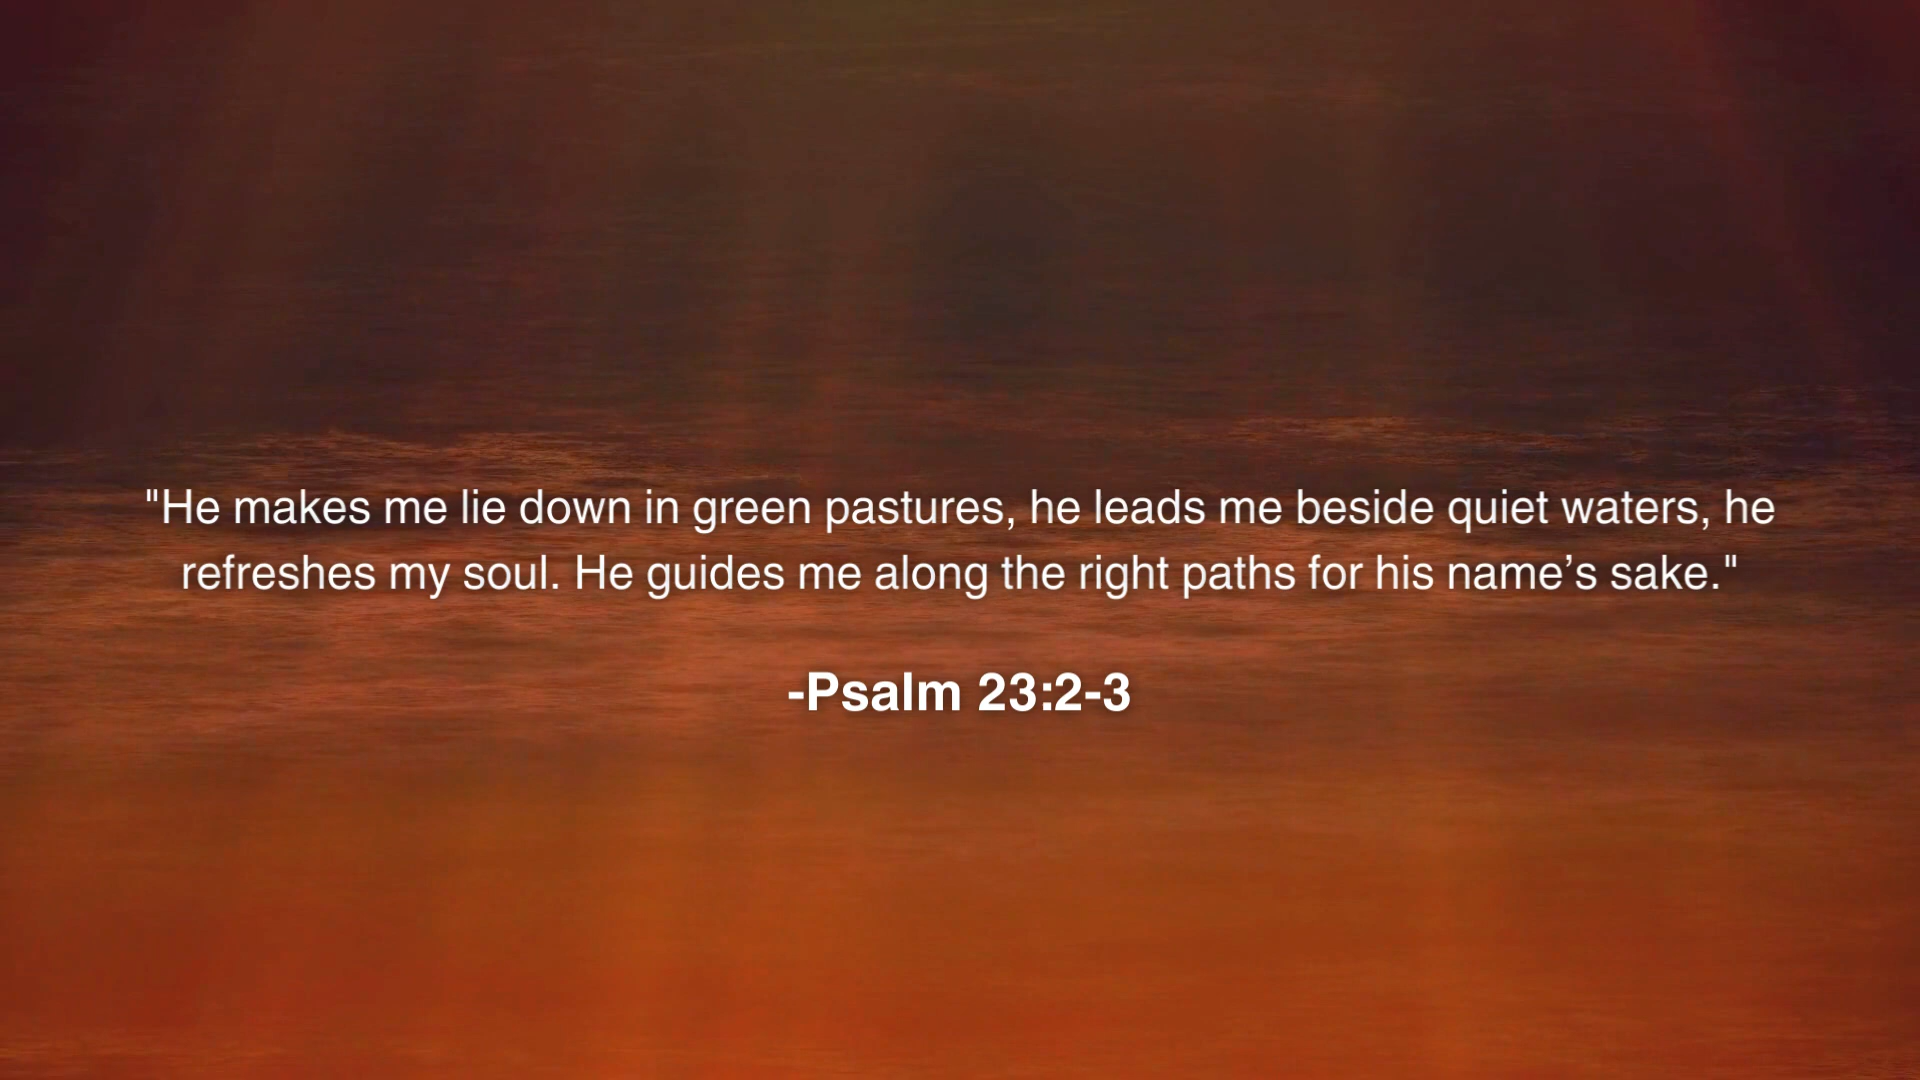 "He makes me lie down in green pastures, he leads me beside quiet waters, he
refreshes my soul. He guides me along the right paths for his name’s sake."
-Psalm 23:2-3